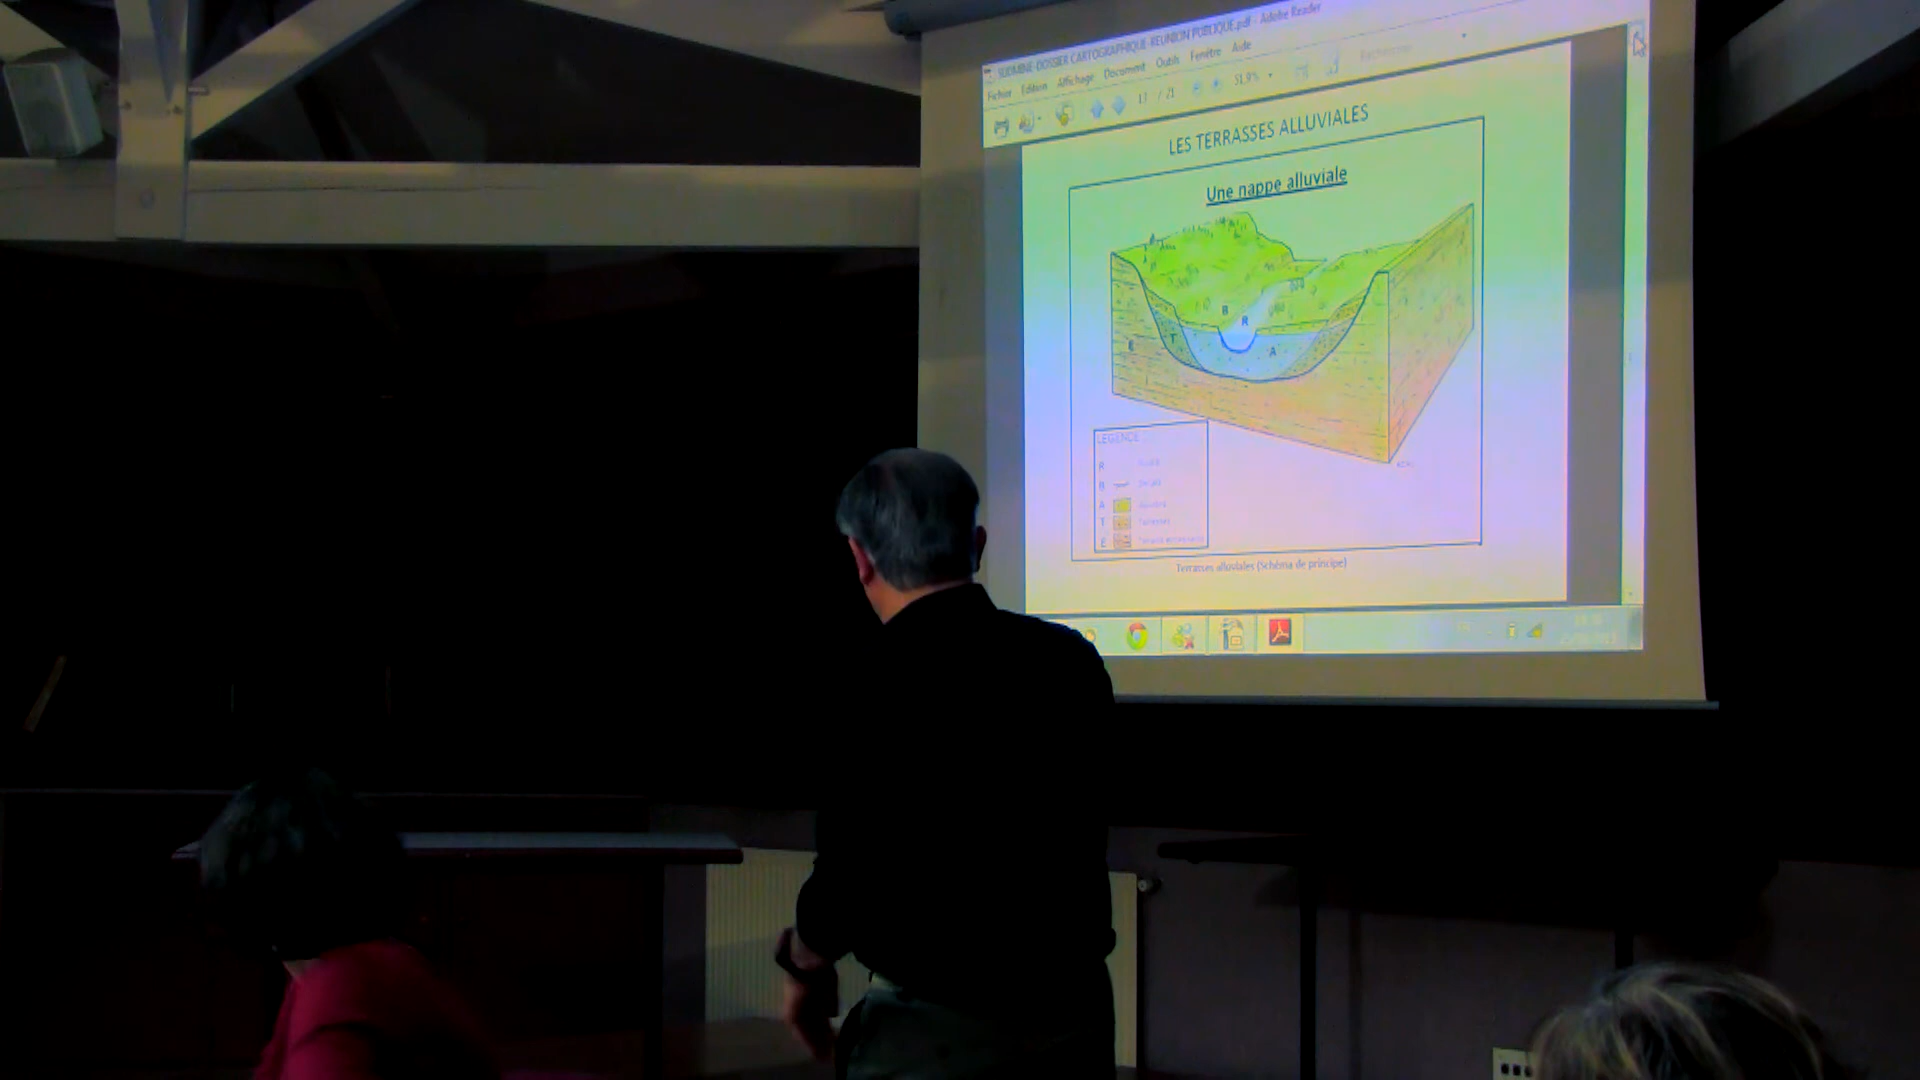 SUDMINE-DOSSIER CARTOGRAPHIQUE-REUNION PUBLIQUE.pdf - Adobe Reader
Fichier Edition Affichage Document Outils Fenêtre Aide
/ 21 51,9%
LES TERRASSES ALLUVIALES
Une nappe alluviale
B
R
E
T
A
LEGENDE
R
B
A
T Terrasses
E
Terrasses alluviales (Schéma de principe)